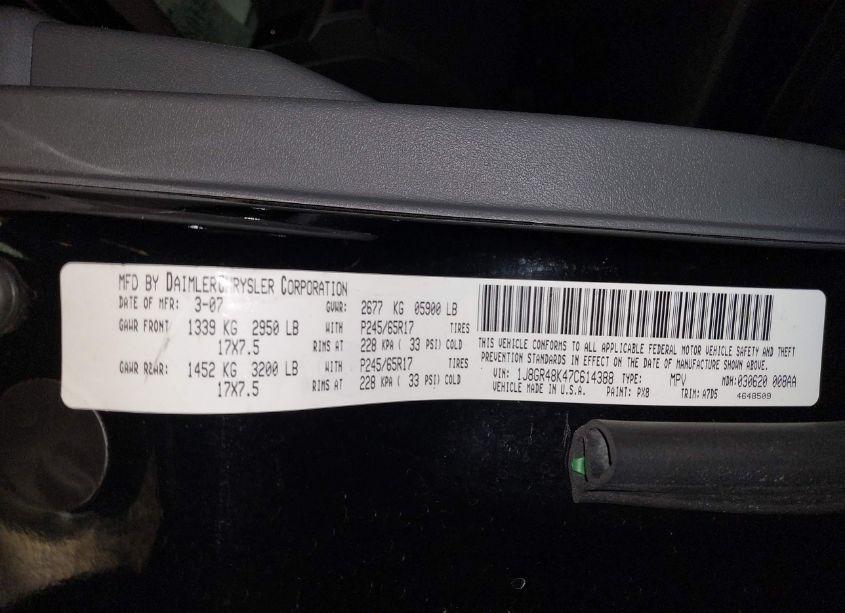 MFD BY DAIMLERCHRYSLER CORPORATION
DATE OF MFR: 3-07 GVWR: 2677 KG 05900 LB
GAWR FRONT: 1339 KG 2950 LB WITH P245/65R17 TIRES
17X7.5 RIMS AT 228 KPA ( 33 PSI) COLD
GAWR REAR: 1452 KG 3200 LB WITH P245/65R17 TIRES
17X7.5 RIMS AT 228 KPA ( 33 PSI) COLD
THIS VEHICLE CONFORMS TO ALL APPLICABLE FEDERAL MOTOR VEHICLE SAFETY AND THEFT
PREVENTION STANDARDS IN EFFECT ON THE DATE OF MANUFACTURE SHOWN ABOVE.
VIN: 1J8GR48K47C614388 TYPE: MPV MDH: 030620 008AA
VEHICLE MADE IN U.S.A. PAINT: PXB TRIM: A7D5
4648509